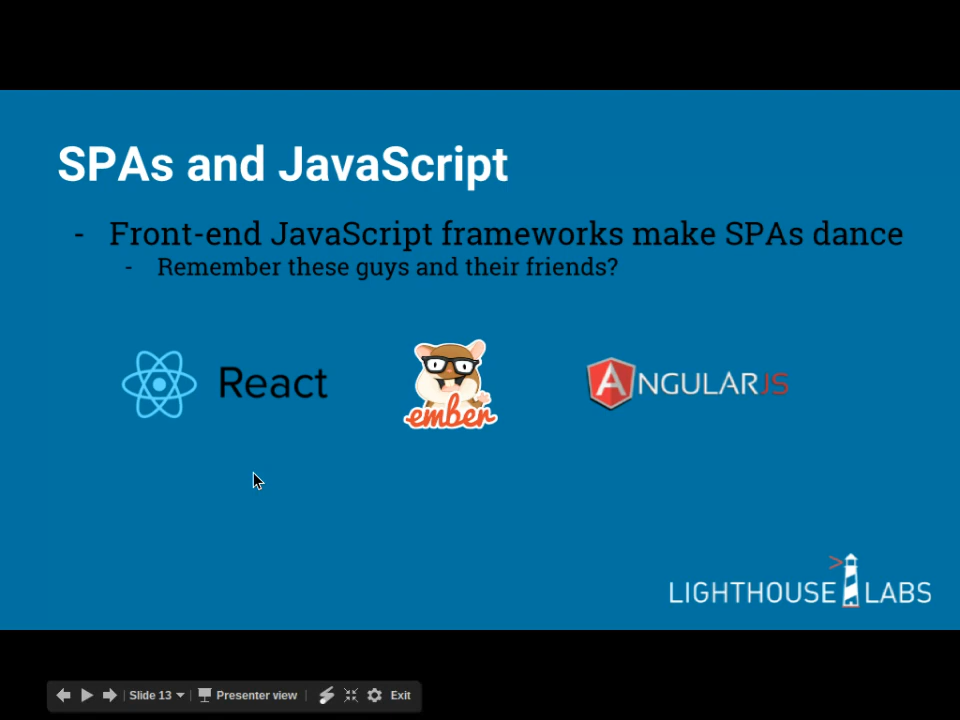 SPAs and JavaScript
- Front-end JavaScript frameworks make SPAs dance
- Remember these guys and their friends?
React
ember
ANGULARJS
>
LIGHTHOUSE LABS
Slide 13
Presenter view
Exit